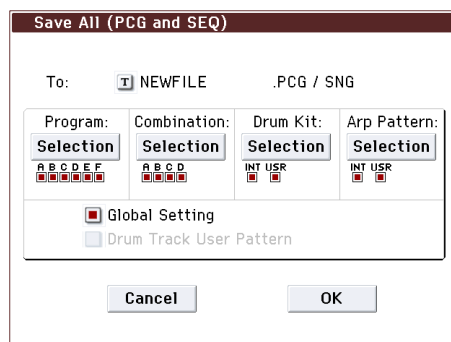 Save All (PCG and SEQ)
To: T NEWFILE .PCG / SNG
Program: Combination: Drum Kit: Arp Pattern:
Selection Selection Selection Selection
A B C D E F A B C D INT USR INT USR
Global Setting
Drum Track User Pattern
Cancel OK